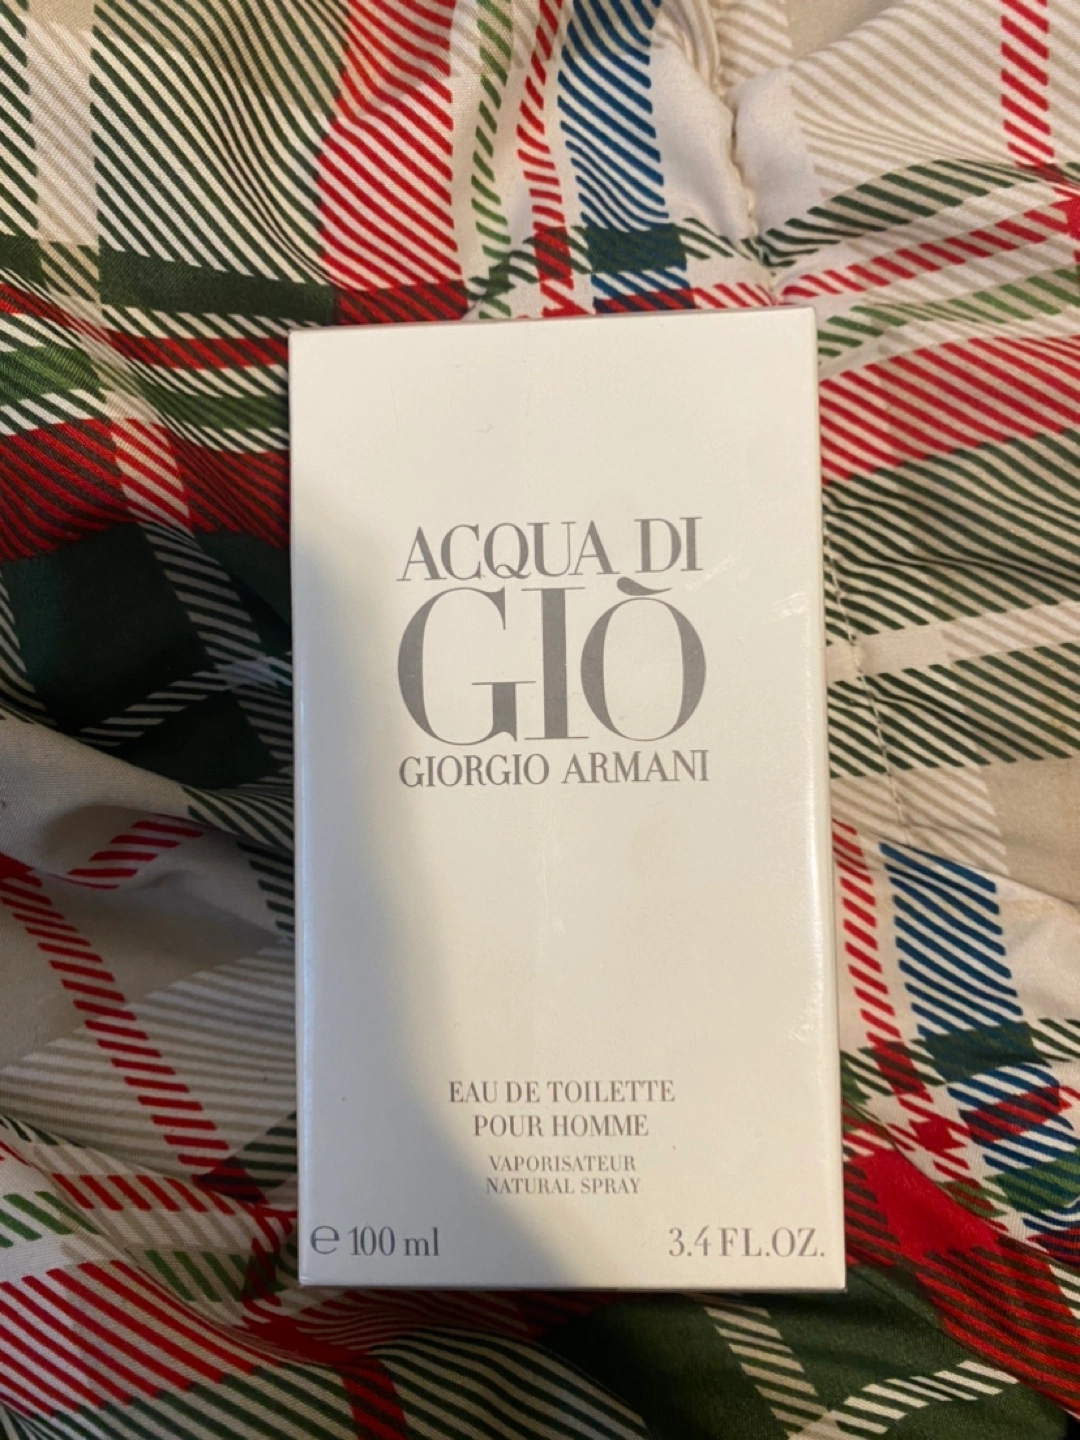 ACQUA DI
GIÒ
GIORGIO ARMANI
EAU DE TOILETTE
POUR HOMME
VAPORISATEUR
NATURAL SPRAY
℮ 100 ml
3.4 FL.OZ.